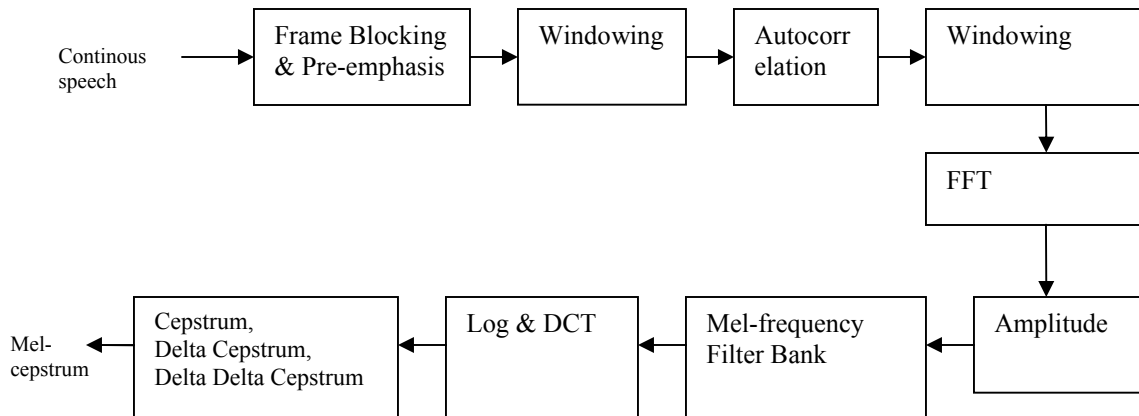 Continous
speech
Frame Blocking
& Pre-emphasis
Windowing
Autocorr
elation
Windowing
FFT
Amplitude
Mel-frequency
Filter Bank
Log & DCT
Cepstrum,
Delta Cepstrum,
Delta Delta Cepstrum
Mel-
cepstrum